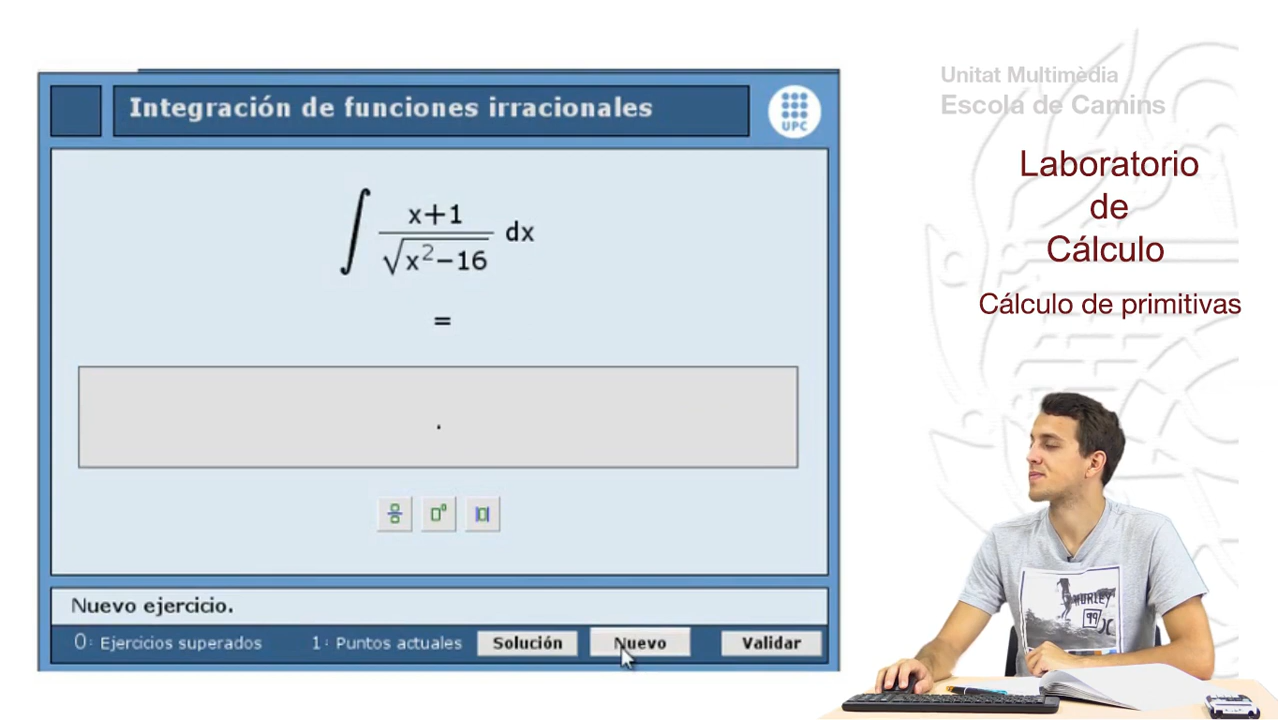 Integración de funciones irracionales
UPC
∫ x+1 / √x²−16 dx
=
.
Nuevo ejercicio.
0: Ejercicios superados
1: Puntos actuales
Solución
Nuevo
Validar
Unitat Multimèdia
Escola de Camins
Laboratorio
de
Cálculo
Cálculo de primitivas
HURLEY
99